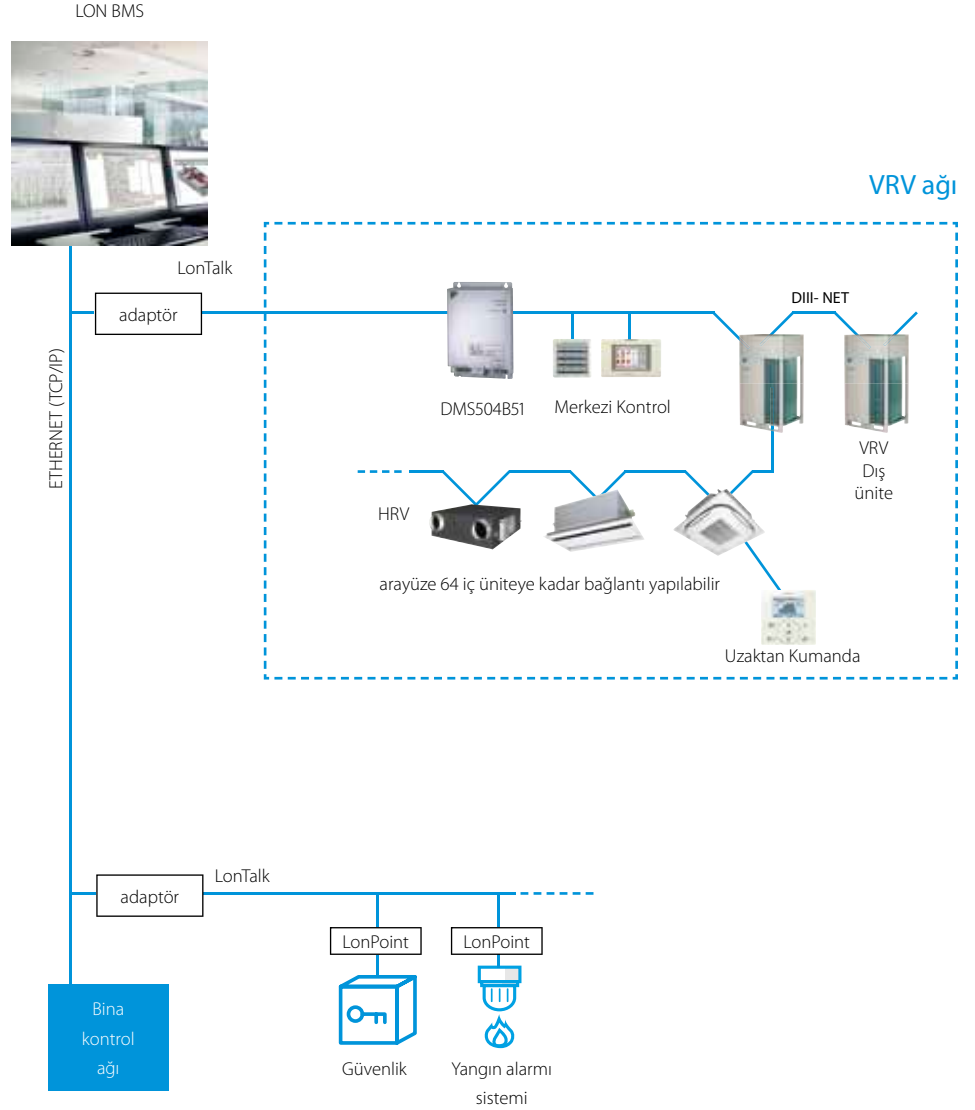 LON BMS
VRV ağı
LonTalk
adaptör
DIII- NET
ETHERNET (TCP/IP)
DMS504B51
Merkezi Kontrol
VRV
Dış
ünite
HRV
arayüze 64 iç üniteye kadar bağlantı yapılabilir
Uzaktan Kumanda
LonTalk
adaptör
LonPoint
LonPoint
Bina
kontrol
ağı
Güvenlik
Yangın alarmı
sistemi